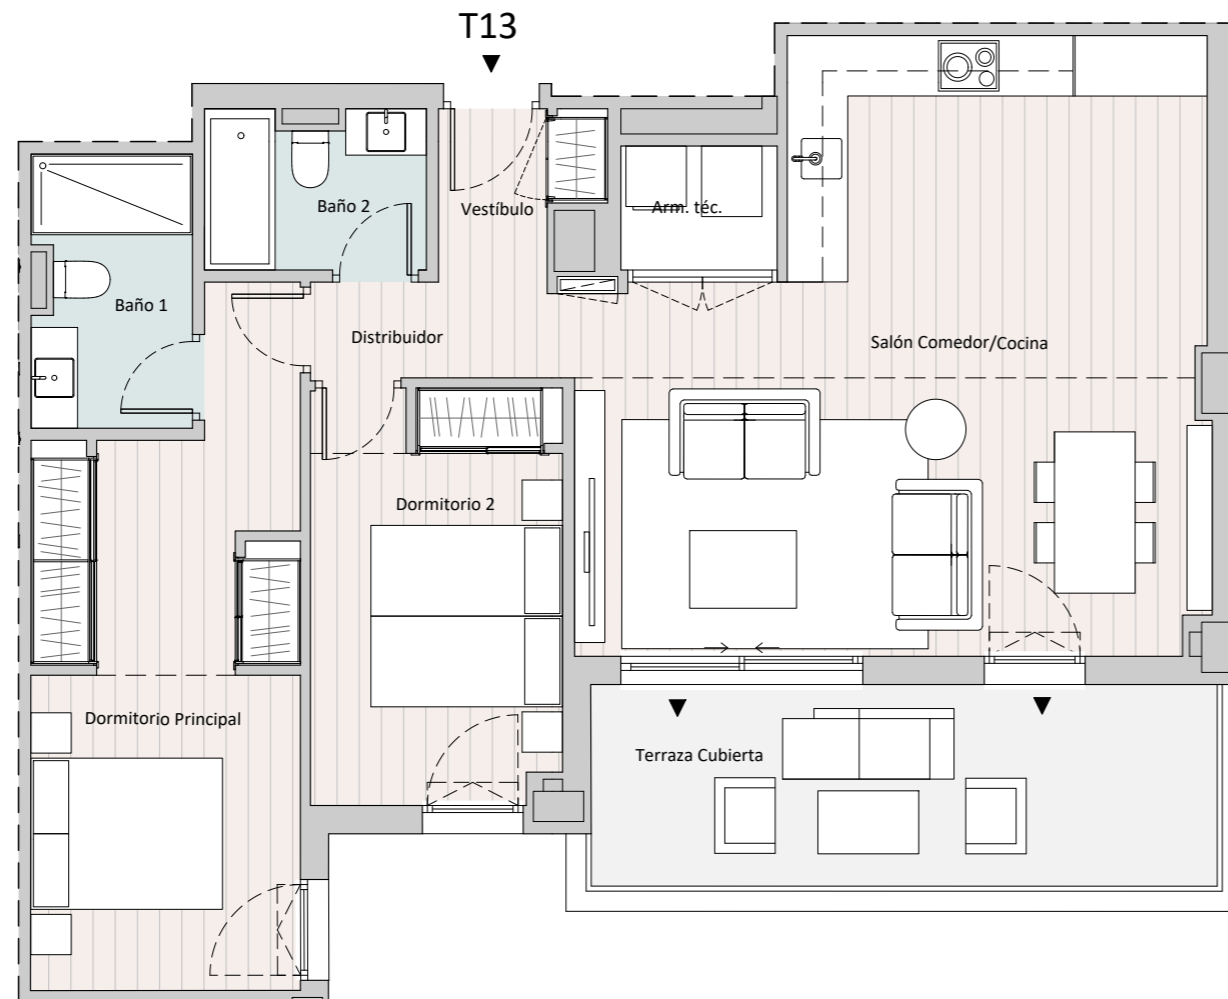 T13
Baño 2
Vestíbulo
Arm. téc.
Baño 1
Distribuidor
Salón Comedor/Cocina
Dormitorio 2
Dormitorio Principal
Terraza Cubierta